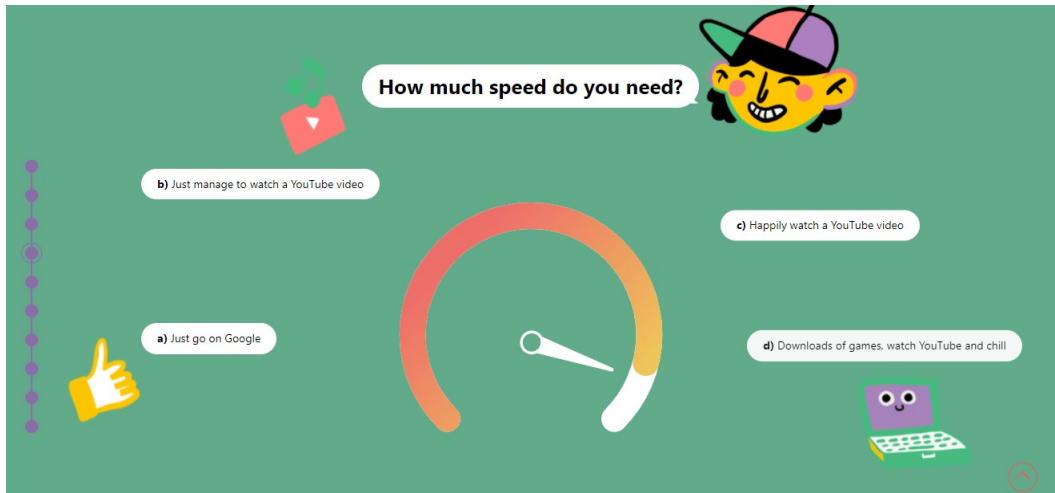 How much speed do you need?
b) Just manage to watch a YouTube video
c) Happily watch a YouTube video
a) Just go on Google
d) Downloads of games, watch YouTube and chill